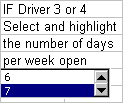 IF Driver 3 or 4
Select and highlight
the number of days
per week open
6
7